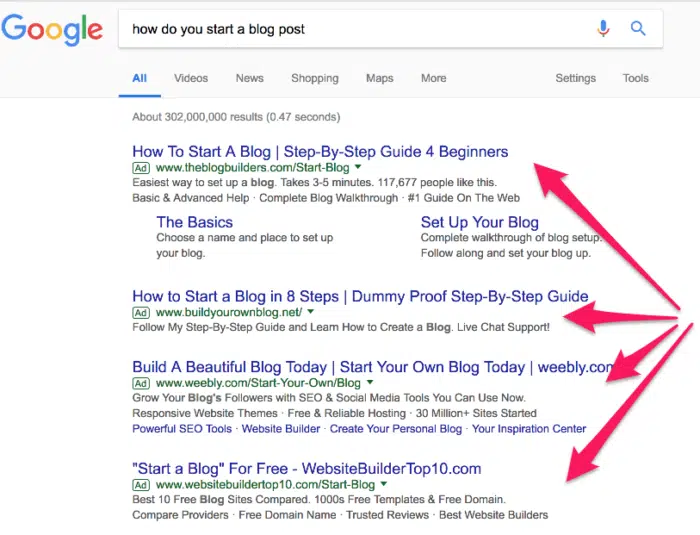 Google
how do you start a blog post
All Videos News Shopping Maps More Settings Tools
About 302,000,000 results (0.47 seconds)
How To Start A Blog | Step-By-Step Guide 4 Beginners
Ad www.theblogbuilders.com/Start-Blog
Easiest way to set up a blog. Takes 3-5 minutes. 117,677 people like this.
Basic & Advanced Help · Complete Blog Walkthrough · #1 Guide On The Web
The Basics
Choose a name and place to set up
your blog.
Set Up Your Blog
Complete walkthrough of blog setup.
Follow along and set your blog up.
How to Start a Blog in 8 Steps | Dummy Proof Step-By-Step Guide
Ad www.buildyourownblog.net/
Follow My Step-By-Step Guide and Learn How to Create a Blog. Live Chat Support!
Build A Beautiful Blog Today | Start Your Own Blog Today | weebly.com
Ad www.weebly.com/Start-Your-Own/Blog
Grow Your Blog's Followers with SEO & Social Media Tools You Can Use Now.
Responsive Website Themes · Free & Reliable Hosting · 30 Million+ Sites Started
Powerful SEO Tools · Website Builder · Create Your Personal Blog · Your Inspiration Center
"Start a Blog" For Free - WebsiteBuilderTop10.com
Ad websitebuildertop10.com/Start-Blog
Best 10 Free Blog Sites Compared. 1000s Free Templates & Free Domain.
Compare Providers · Free Domain Name · Trusted Reviews · Best Website Builders